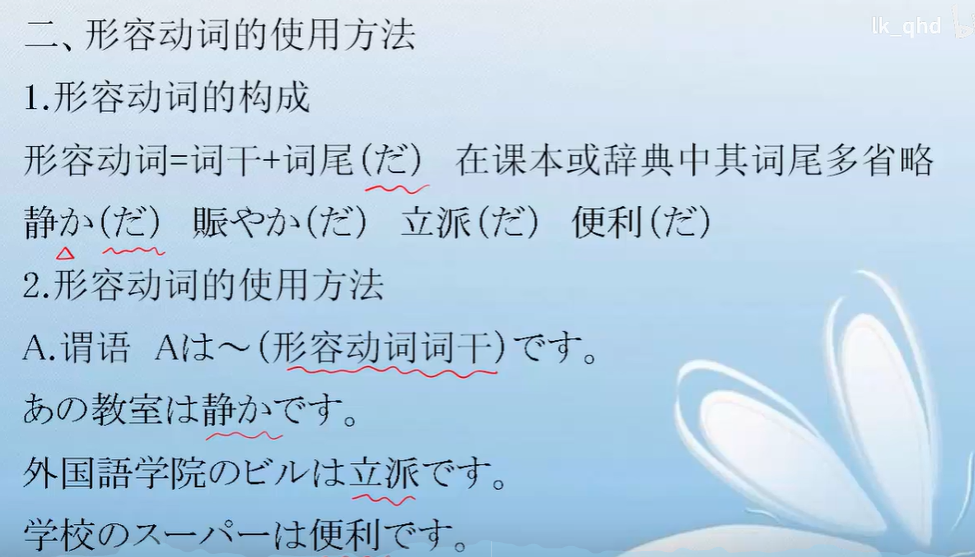 lk_qhd
二、形容动词的使用方法
1.形容动词的构成
形容动词=词干+词尾(だ)  在课本或辞典中其词尾多省略
静か(だ)  賑やか(だ)  立派(だ)  便利(だ)
2.形容动词的使用方法
A.谓语  Aは～(形容动词词干)です。
あの教室は静かです。
外国語学院のビルは立派です。
学校のスーパーは便利です。